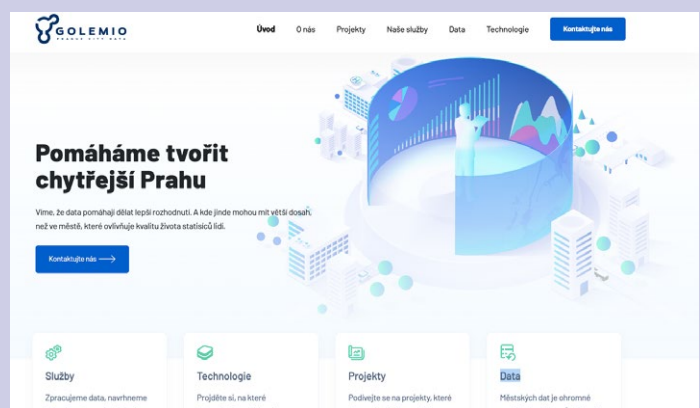 GOLEMIO
PRAGUE CITY DATA
Úvod
O nás
Projekty
Naše služby
Data
Technologie
Kontaktujte nás
Pomáháme tvořit
chytřejší Prahu
Víme, že data pomáhají dělat lepší rozhodnutí. A kde jinde mohou mít větší dosah,
než ve městě, které ovlivňuje kvalitu života statisíců lidí.
Kontaktujte nás
Služby
Zpracujeme data, navrhneme
Technologie
Projděte si, na které
Projekty
Podívejte se na projekty, které
Data
Městských dat je ohromné